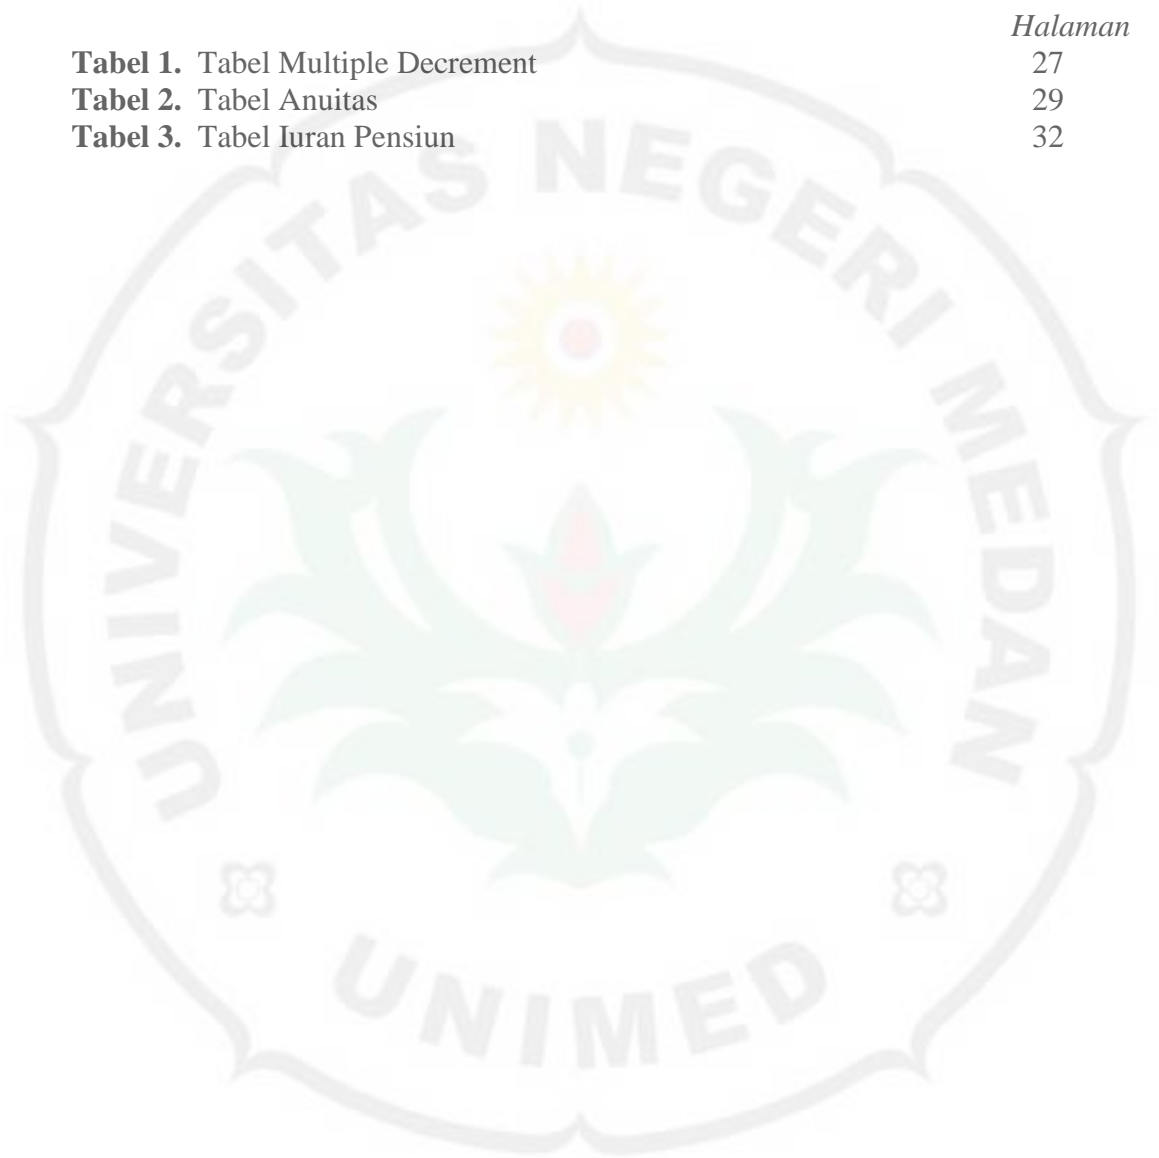 Halaman
Tabel 1. Tabel Multiple Decrement 27
Tabel 2. Tabel Anuitas 29
Tabel 3. Tabel Iuran Pensiun 32
UNIVERSITAS NEGERI MEDAN
UNIMED